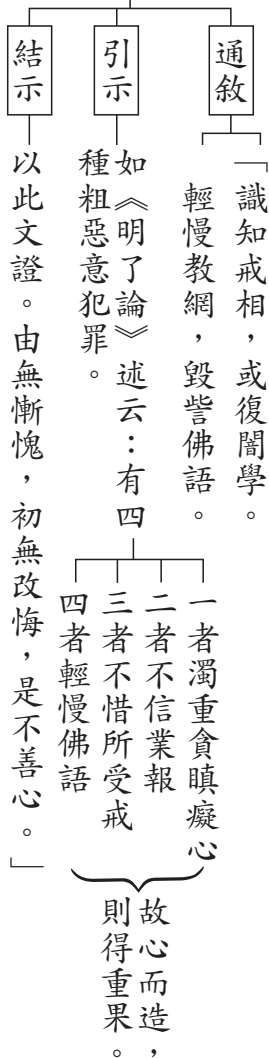 通敘
「識知戒相，或復闇學。
輕慢教網，毀呰佛語。
引示
如《明了論》述云：有四
種粗惡意犯罪。
一者濁重貪瞋癡心
二者不信業報
三者不惜所受戒
四者輕慢佛語
故心而造，
則得重果。
結示
以此文證。由無慚愧，初無改悔，是不善心。」